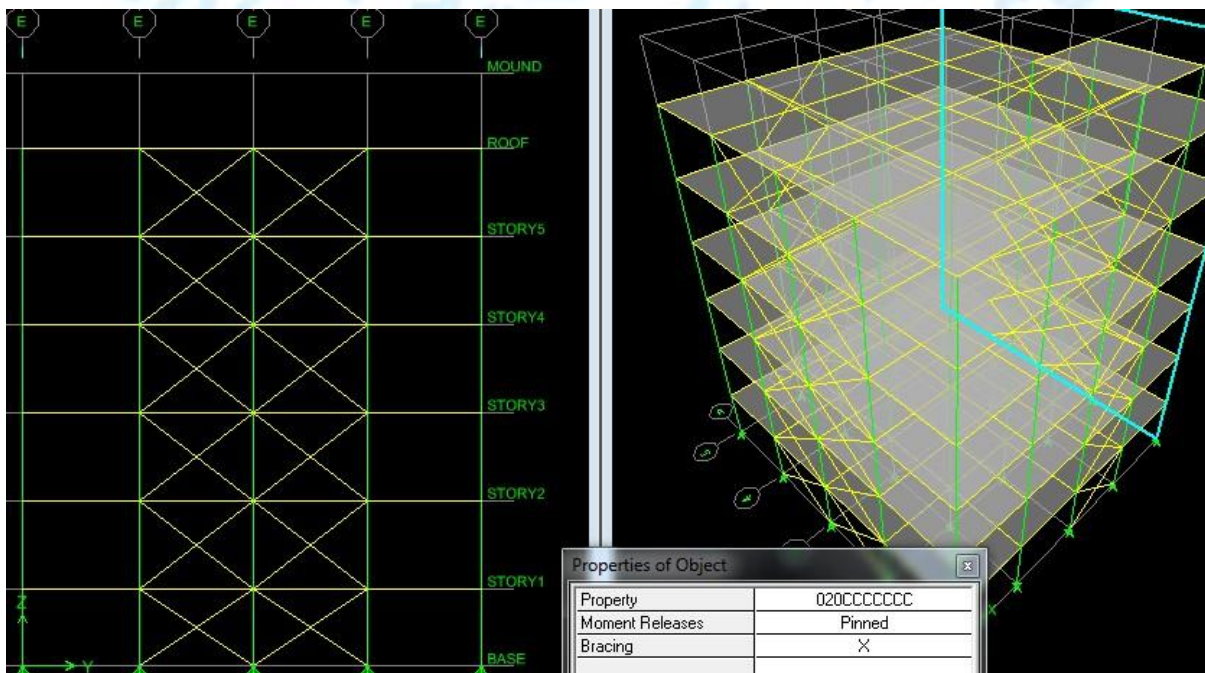 E E E E E
MOUND
ROOF
STORY5
STORY4
STORY3
STORY2
STORY1
Z
Y
BASE
X
Properties of Object
Property 020CCCCCCC
Moment Releases Pinned
Bracing X